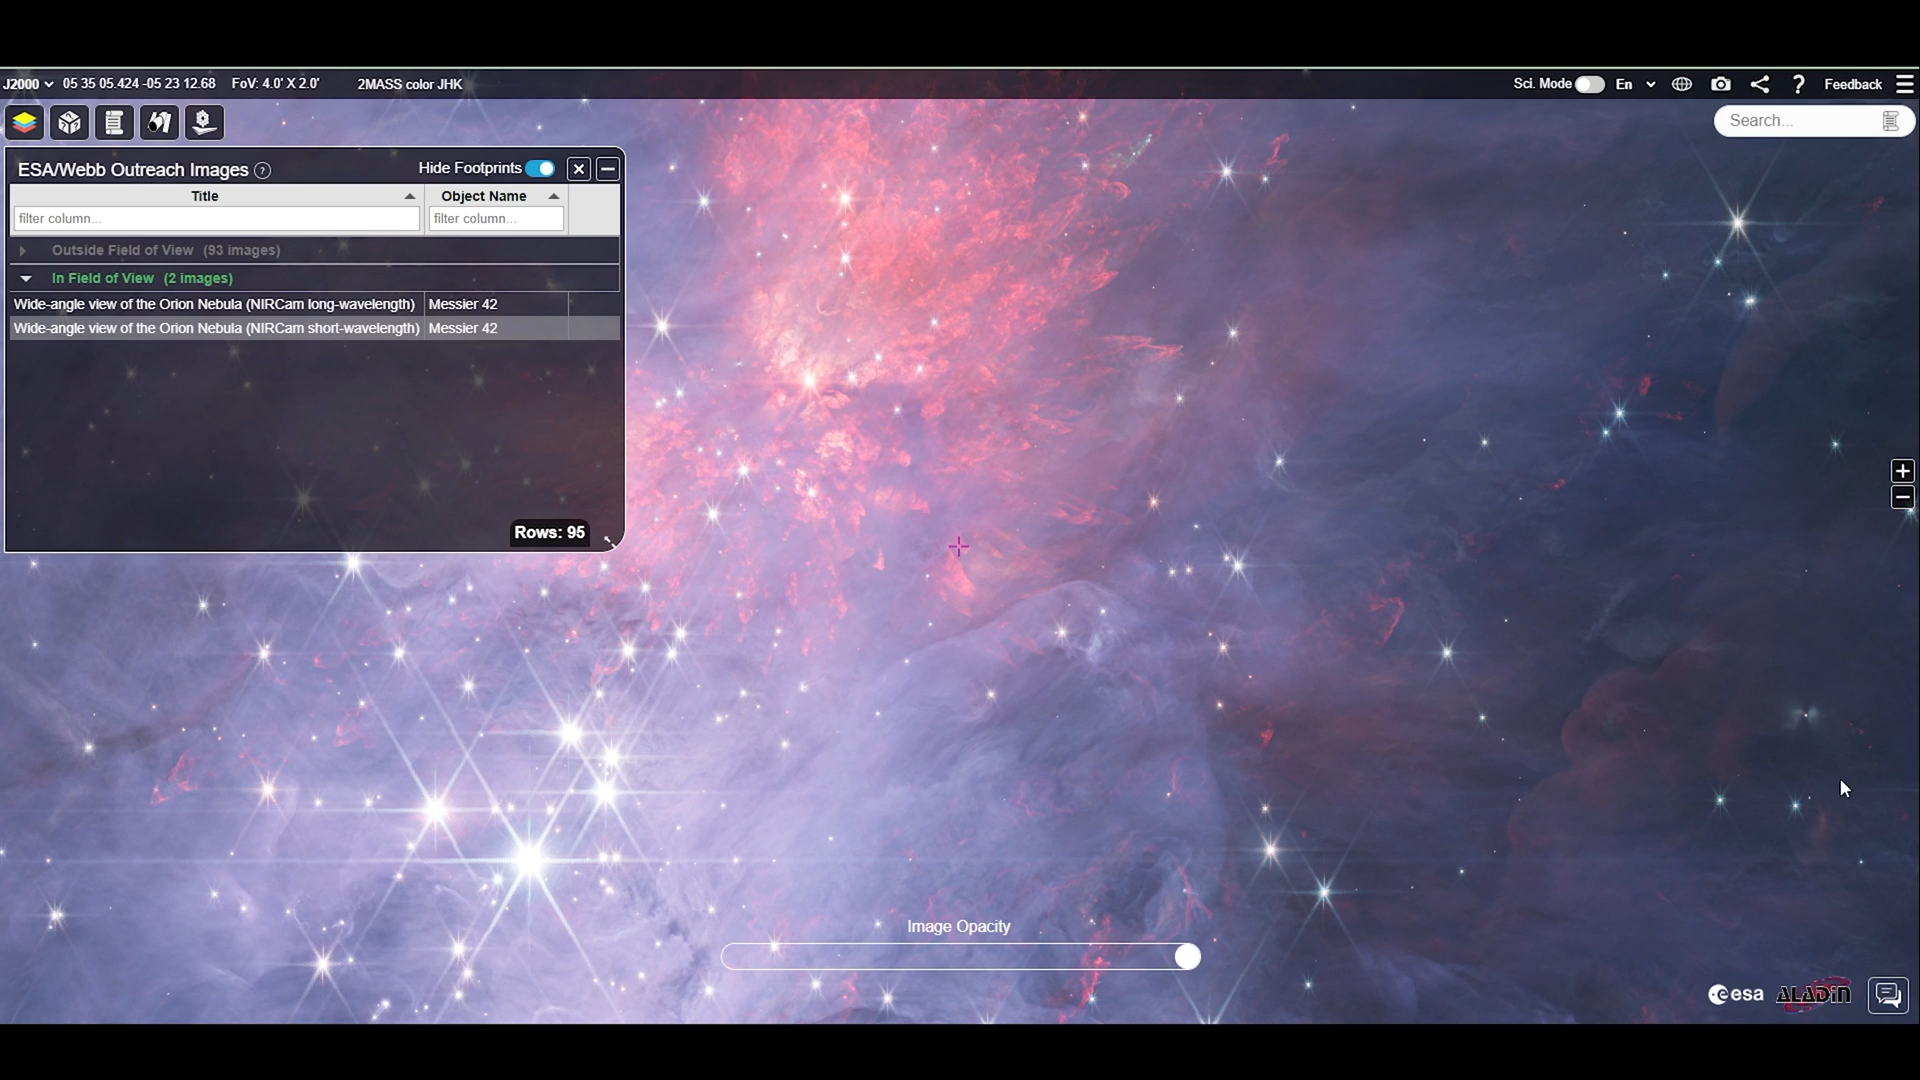 J2000 05 35 05.424 -05 23 12.68 FoV: 4.0' X 2.0' 2MASS color JHK Sci. Mode En ? Feedback
Search...
ESA/Webb Outreach Images ? Hide Footprints
Title Object Name
filter column... filter column...
Outside Field of View (93 images)
In Field of View (2 images)
Wide-angle view of the Orion Nebula (NIRCam long-wavelength) Messier 42
Wide-angle view of the Orion Nebula (NIRCam short-wavelength) Messier 42
Rows: 95
Image Opacity
esa ALADiN